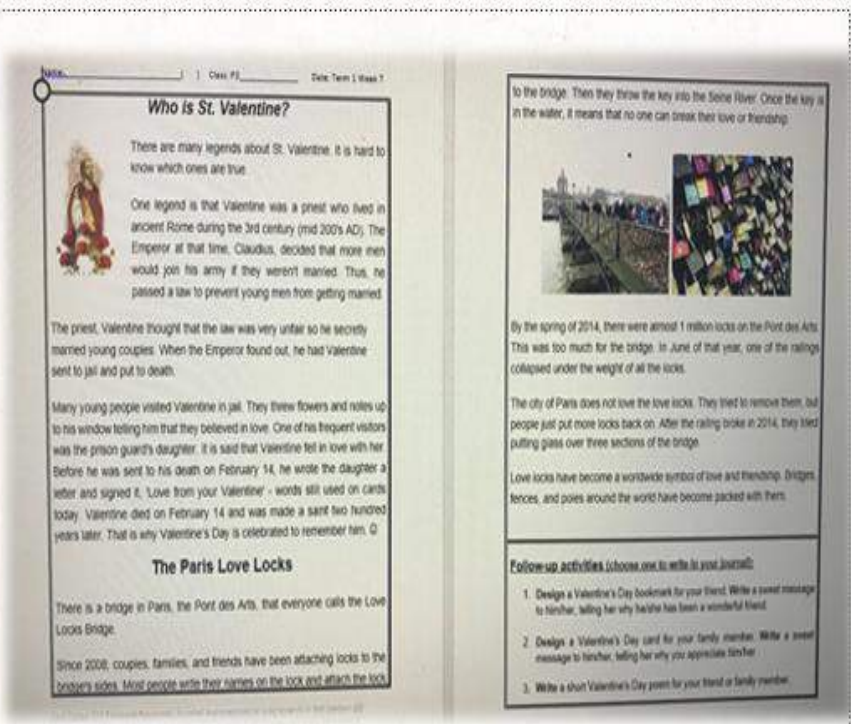 Name: ( ) Class: P3 Date: Term 1 Week 7
Who is St. Valentine?
There are many legends about St. Valentine. It is hard to
know which ones are true.
One legend is that Valentine was a priest who lived in
ancient Rome during the 3rd century (mid 200's AD). The
Emperor at that time, Claudius, decided that more men
would join his army if they weren't married. Thus, he
passed a law to prevent young men from getting married.
The priest, Valentine thought that the law was very unfair so he secretly
married young couples. When the Emperor found out, he had Valentine
sent to jail and put to death.
Many young people visited Valentine in jail. They threw flowers and notes up
to his window telling him that they believed in love. One of his frequent visitors
was the prison guard's daughter. It is said that Valentine fell in love with her.
Before he was sent to his death on February 14, he wrote the daughter a
letter and signed it, 'Love from your Valentine' - words still used on cards
today. Valentine died on February 14 and was made a saint two hundred
years later. That is why Valentine's Day is celebrated to remember him. ☺
The Paris Love Locks
There is a bridge in Paris, the Pont des Arts, that everyone calls the Love
Locks Bridge.
Since 2008, couples, families, and friends have been attaching locks to the
bridge's sides. Most people write their names on the lock and attach the lock
to the bridge. Then they throw the key into the Seine River. Once the key is
in the water, it means that no one can break their love or friendship.
By the spring of 2014, there were almost 1 million locks on the Pont des Arts.
This was too much for the bridge. In June of that year, one of the railings
collapsed under the weight of all the locks.
The city of Paris does not love the love locks. They tried to remove them, but
people just put more locks back on. After the railing broke in 2014, they tried
putting glass over three sections of the bridge.
Love locks have become a worldwide symbol of love and friendship. Bridges,
fences, and poles around the world have become packed with them.
Follow-up activities (choose one to write in your journal):
1. Design a Valentine's Day bookmark for your friend. Write a sweet message
to him/her, telling her why he/she has been a wonderful friend.
2. Design a Valentine's Day card for your family member. Write a sweet
message to him/her, telling her why you appreciate him/her.
3. Write a short Valentine's Day poem for your friend or family member.